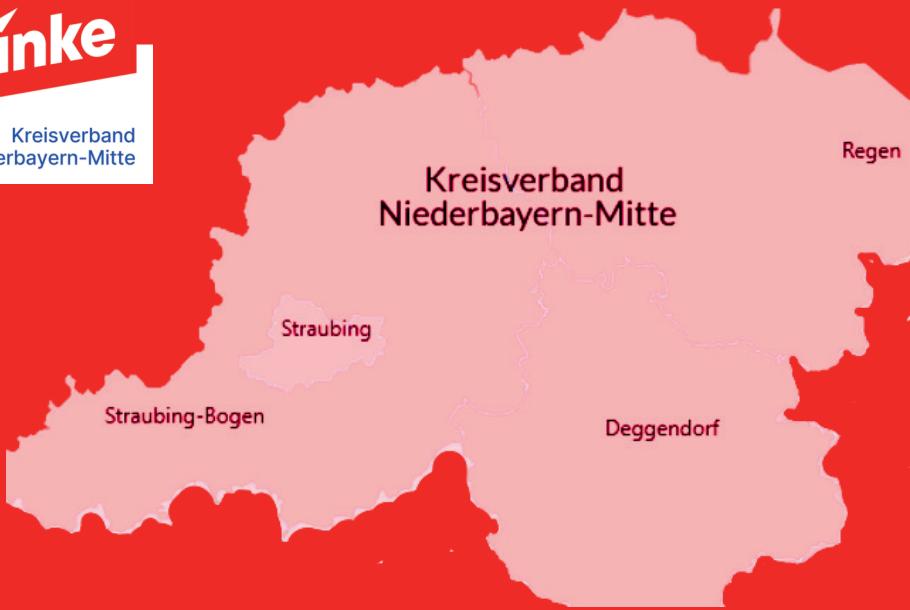 inke
Kreisverband
erbayern-Mitte
Kreisverband
Niederbayern-Mitte
Regen
Straubing
Straubing-Bogen
Deggendorf